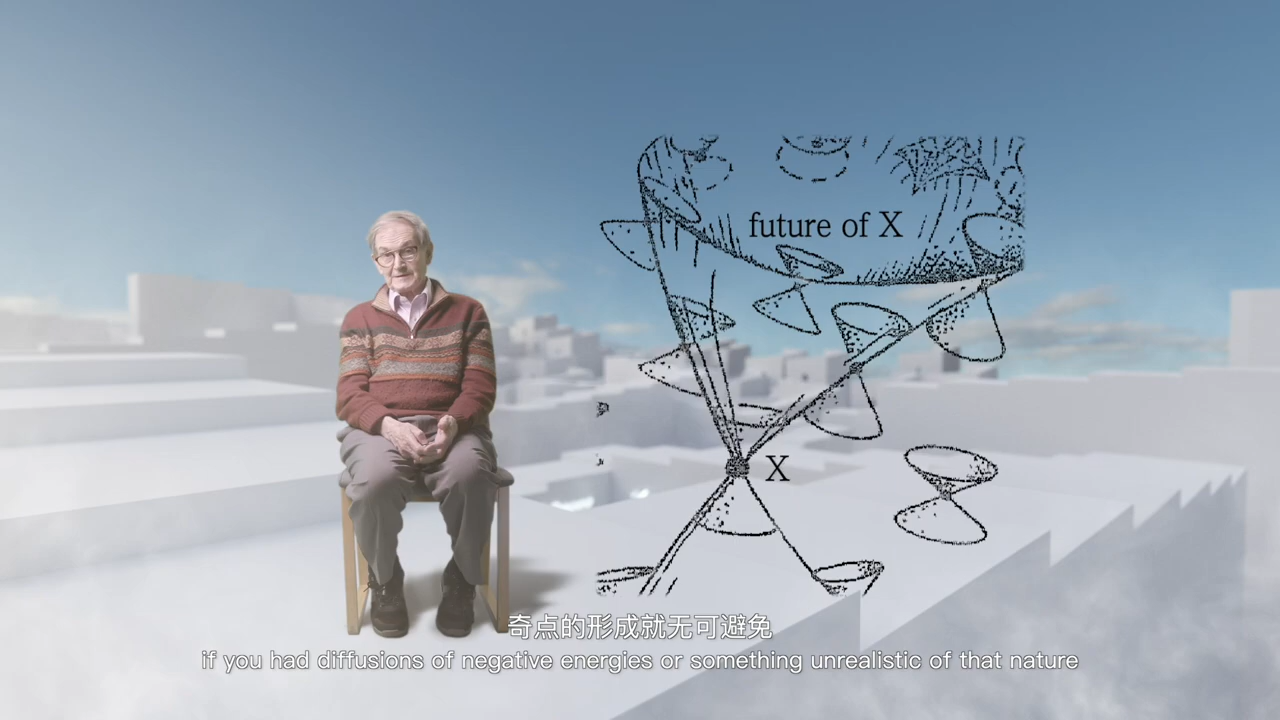 future of X
X
奇点的形成就无可避免
if you had diffusions of negative energies or something unrealistic of that nature